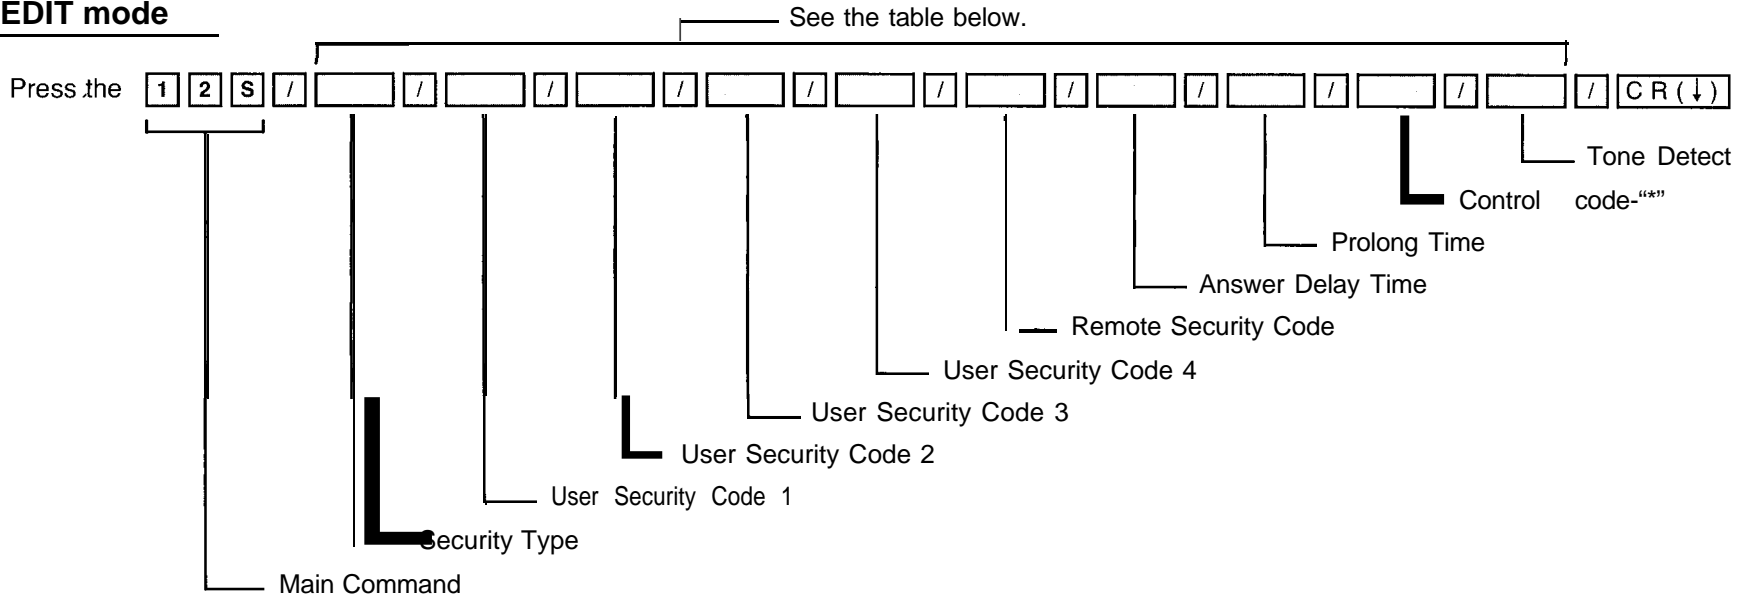 EDIT mode
See the table below.
Press the 1 2 S / / / / / / / / / / / CR(↓)
Tone Detect
Control code-“*”
Prolong Time
Answer Delay Time
Remote Security Code
User Security Code 4
User Security Code 3
User Security Code 2
User Security Code 1
Security Type
Main Command